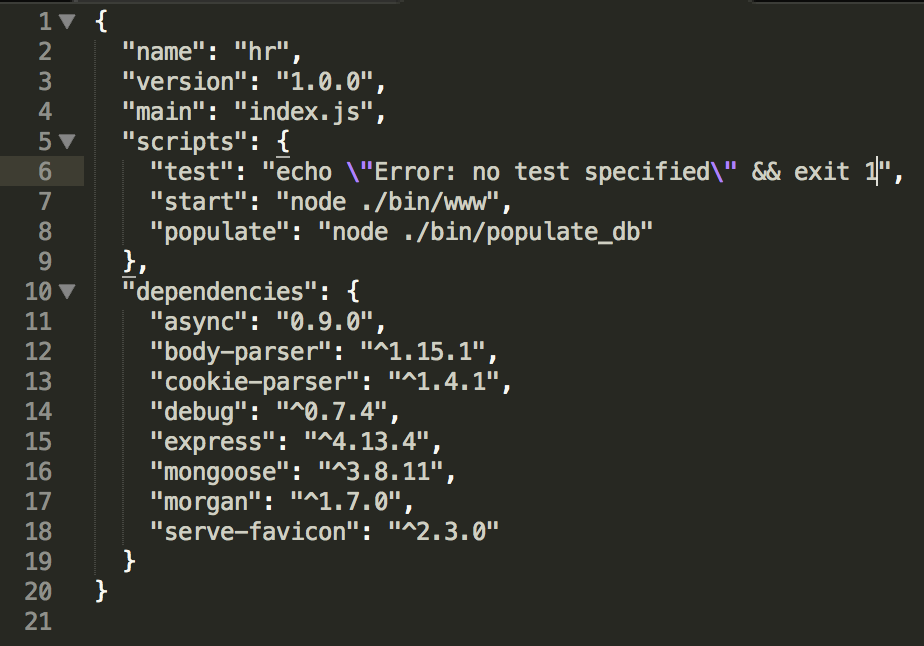 1 {
2   "name": "hr",
3   "version": "1.0.0",
4   "main": "index.js",
5   "scripts": {
6     "test": "echo \"Error: no test specified\" && exit 1",
7     "start": "node ./bin/www",
8     "populate": "node ./bin/populate_db"
9   },
10   "dependencies": {
11     "async": "0.9.0",
12     "body-parser": "^1.15.1",
13     "cookie-parser": "^1.4.1",
14     "debug": "^0.7.4",
15     "express": "^4.13.4",
16     "mongoose": "^3.8.11",
17     "morgan": "^1.7.0",
18     "serve-favicon": "^2.3.0"
19   }
20 }
21